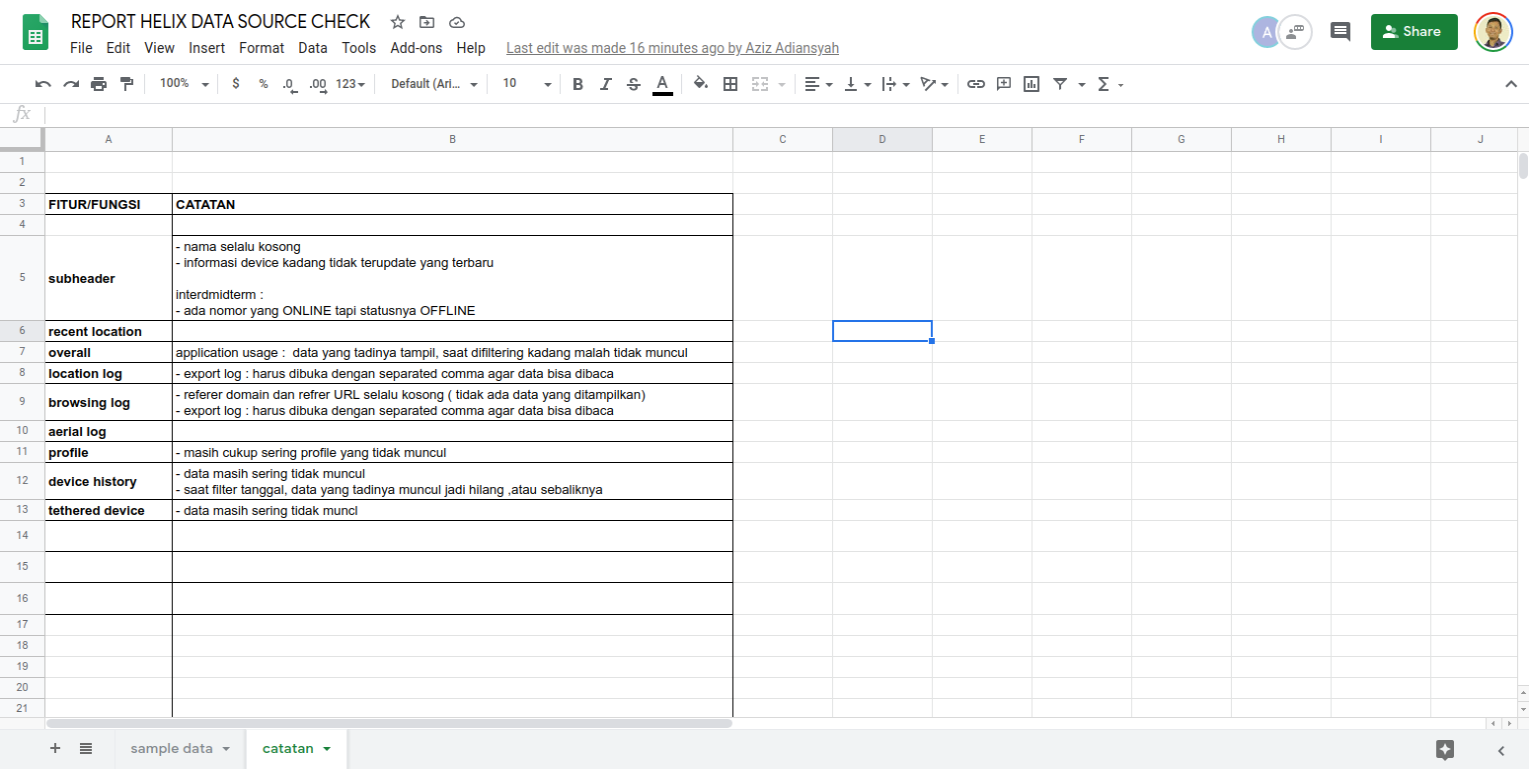 REPORT HELIX DATA SOURCE CHECK
File Edit View Insert Format Data Tools Add-ons Help Last edit was made 16 minutes ago by Aziz Adiansyah
A
Share
100% $ % .0 .00 123 Default (Ari... 10 B I S A Σ
fx
A B C D E F G H I J
1
2
3 FITUR/FUNGSI CATATAN
4
5 subheader
- nama selalu kosong
- informasi device kadang tidak terupdate yang terbaru
interdmidterm :
- ada nomor yang ONLINE tapi statusnya OFFLINE
6 recent location
7 overall application usage : data yang tadinya tampil, saat difiltering kadang malah tidak muncul
8 location log - export log : harus dibuka dengan separated comma agar data bisa dibaca
9 browsing log
- referer domain dan refrer URL selalu kosong ( tidak ada data yang ditampilkan)
- export log : harus dibuka dengan separated comma agar data bisa dibaca
10 aerial log
11 profile - masih cukup sering profile yang tidak muncul
12 device history
- data masih sering tidak muncul
- saat filter tanggal, data yang tadinya muncul jadi hilang ,atau sebaliknya
13 tethered device - data masih sering tidak muncl
14
15
16
17
18
19
20
21
+ sample data catatan